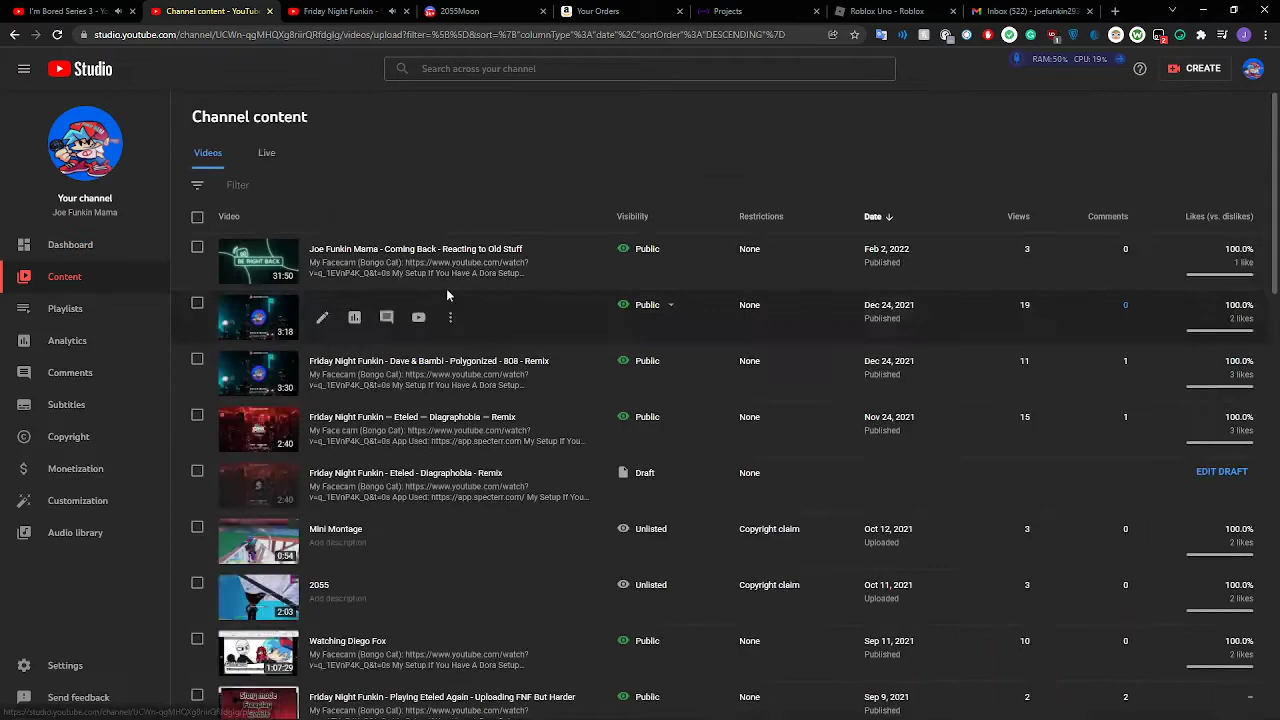 I'm Bored Series 3 - Yo
Channel content - YouTube
Friday Night Funkin -
2055Moon
Your Orders
Projects
Roblox Uno - Roblox
Inbox (522) - joefunkin293
studio.youtube.com/channel/UCWn-qgMHQXg8riirQFtdglg/videos/upload?filter=%5B%5D&sort=%7B"columnType"%3A"date"%2C"sortOrder"%3A"DESCENDING"%7D
Studio
Search across your channel
RAM:50% CPU:19%
CREATE
Channel content
Videos
Live
Your channel
Joe Funkin Mama
Filter
Video
Visibility
Restrictions
Date
Views
Comments
Likes (vs. dislikes)
Dashboard
Content
Playlists
Analytics
Comments
Subtitles
Copyright
Monetization
Customization
Audio library
Settings
Send feedback
BE RIGHT BACK
31:50
Joe Funkin Mama - Coming Back - Reacting to Old Stuff
My Facecam (Bongo Cat): https://www.youtube.com/watch?
v=q_1EVnP4K_Q&t=0s My Setup If You Have A Dora Setup...
Public
None
Feb 2, 2022
Published
3
0
100.0%
1 like
3:18
Public
None
Dec 24, 2021
Published
19
0
100.0%
2 likes
3:30
Friday Night Funkin - Dave & Bambi - Polygonized - 808 - Remix
My Facecam (Bongo Cat): https://www.youtube.com/watch?
v=q_1EVnP4K_Q&t=0s My Setup If You Have A Dora Setup...
Public
None
Dec 24, 2021
Published
11
1
100.0%
3 likes
2:40
Friday Night Funkin — Eteled — Diagraphobia — Remix
My Face cam (Bongo Cat): https://www.youtube.com/watch?
v=q_1EVnP4K_Q&t=0s App Used: https://app.specterr.com My Setup If You...
Public
None
Nov 24, 2021
Published
15
1
100.0%
3 likes
2:40
Friday Night Funkin - Eteled - Diagraphobia - Remix
My Facecam (Bongo Cat): https://www.youtube.com/watch?
v=q_1EVnP4K_Q&t=0s App Used: https://app.specterr.com/ My Setup If You...
Draft
None
EDIT DRAFT
0:54
Mini Montage
Add description
Unlisted
Copyright claim
Oct 12, 2021
Uploaded
3
0
100.0%
2 likes
2:03
2055
Add description
Unlisted
Copyright claim
Oct 11, 2021
Uploaded
3
0
100.0%
2 likes
1:07:29
Watching Diego Fox
My Facecam (Bongo Cat): https://www.youtube.com/watch?
v=q_1EVnP4K_Q&t=0s My Setup If You Have A Dora Setup...
Public
None
Sep 11, 2021
Published
10
0
100.0%
2 likes
Story mode
Freeplay
Friday Night Funkin - Playing Eteled Again - Uploading FNF But Harder
My Facecam (Bongo Cat): https://www.youtube.com/watch?
Public
None
Sep 9, 2021
Published
2
2
–